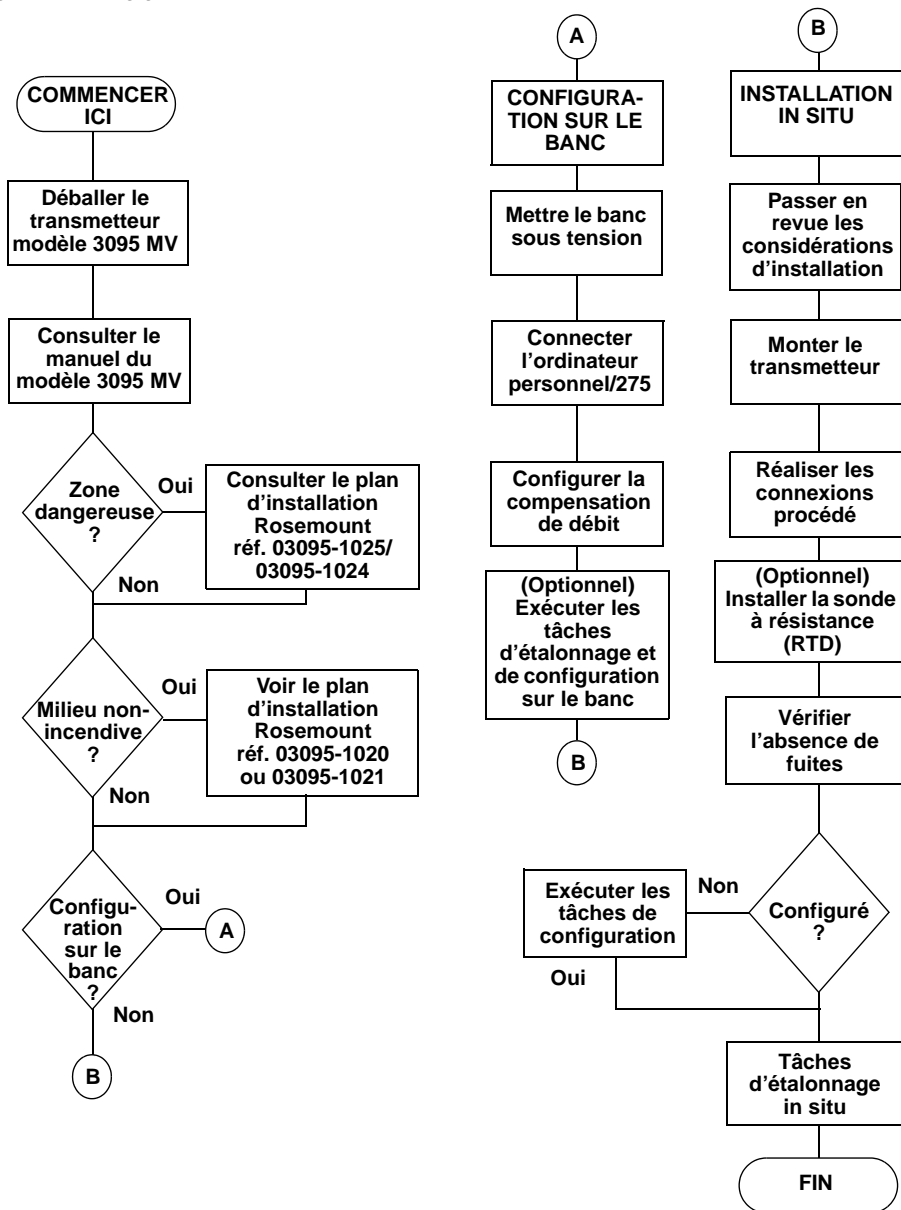 COMMENCER
ICI
Déballer le
transmetteur
modèle 3095 MV
Consulter le
manuel du
modèle 3095 MV
Zone
dangereuse
?
Oui
Non
Consulter le plan
d'installation
Rosemount
réf. 03095-1025/
03095-1024
Milieu non-
incendive
?
Oui
Non
Voir le plan
d'installation
Rosemount
réf. 03095-1020
ou 03095-1021
Configu-
ration
sur le
banc
?
Oui
A
Non
B
A
CONFIGURA-
TION SUR LE
BANC
Mettre le banc
sous tension
Connecter
l'ordinateur
personnel/275
Configurer la
compensation
de débit
(Optionnel)
Exécuter les
tâches
d'étalonnage et
de configuration
sur le banc
B
B
INSTALLATION
IN SITU
Passer en
revue les
considérations
d'installation
Monter le
transmetteur
Réaliser les
connexions
procédé
(Optionnel)
Installer la sonde
à résistance
(RTD)
Vérifier
l'absence de
fuites
Configuré
?
Non
Exécuter les
tâches de
configuration
Oui
Tâches
d'étalonnage
in situ
FIN